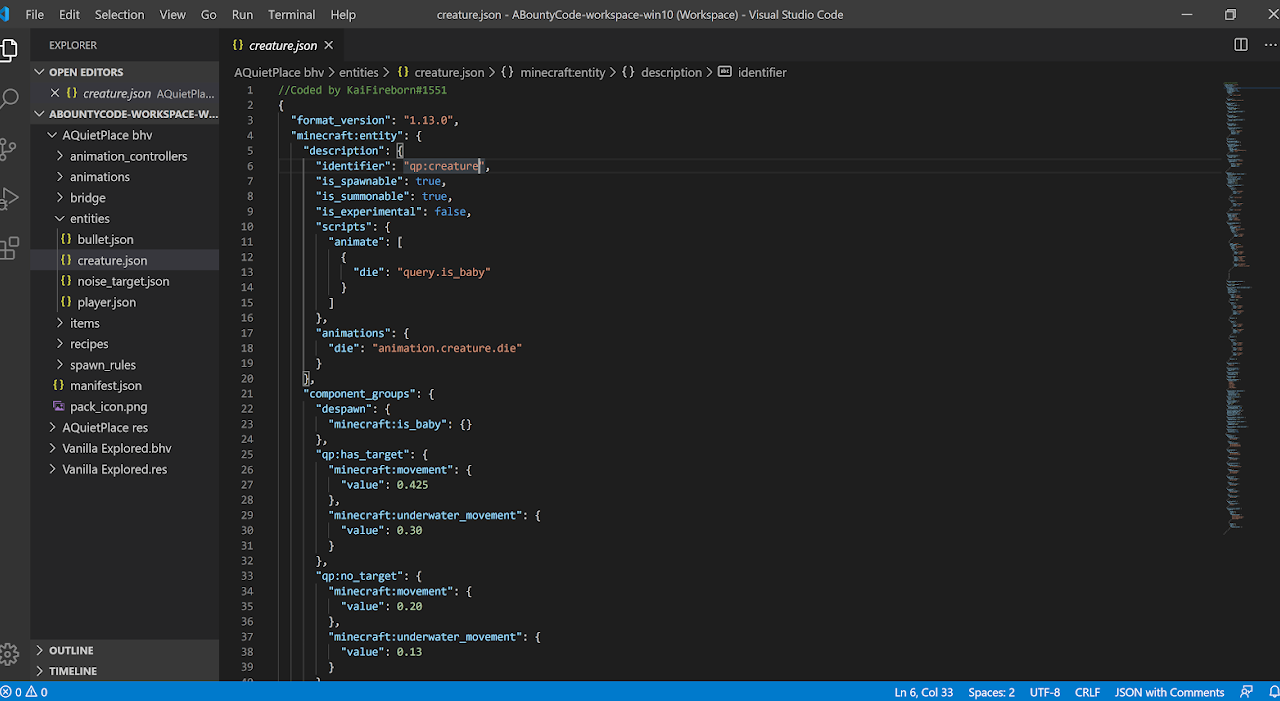 File Edit Selection View Go Run Terminal Help creature.json - ABountyCode-workspace-win10 (Workspace) - Visual Studio Code
EXPLORER
OPEN EDITORS
{} creature.json AQuietPla...
ABOUNTYCODE-WORKSPACE-W...
AQuietPlace bhv
animation_controllers
animations
bridge
entities
{} bullet.json
{} creature.json
{} noise_target.json
{} player.json
items
recipes
spawn_rules
{} manifest.json
pack_icon.png
AQuietPlace res
Vanilla Explored.bhv
Vanilla Explored.res
OUTLINE
TIMELINE
{} creature.json
AQuietPlace bhv > entities > {} creature.json > {} minecraft:entity > {} description > abc identifier
1 //Coded by KaiFireborn#1551
2 {
3 "format_version": "1.13.0",
4 "minecraft:entity": {
5 "description": {
6 "identifier": "qp:creature",
7 "is_spawnable": true,
8 "is_summonable": true,
9 "is_experimental": false,
10 "scripts": {
11 "animate": [
12 {
13 "die": "query.is_baby"
14 }
15 ]
16 },
17 "animations": {
18 "die": "animation.creature.die"
19 }
20 },
21 "component_groups": {
22 "despawn": {
23 "minecraft:is_baby": {}
24 },
25 "qp:has_target": {
26 "minecraft:movement": {
27 "value": 0.425
28 },
29 "minecraft:underwater_movement": {
30 "value": 0.30
31 }
32 },
33 "qp:no_target": {
34 "minecraft:movement": {
35 "value": 0.20
36 },
37 "minecraft:underwater_movement": {
38 "value": 0.13
39 }
0 0 Ln 6, Col 33 Spaces: 2 UTF-8 CRLF JSON with Comments